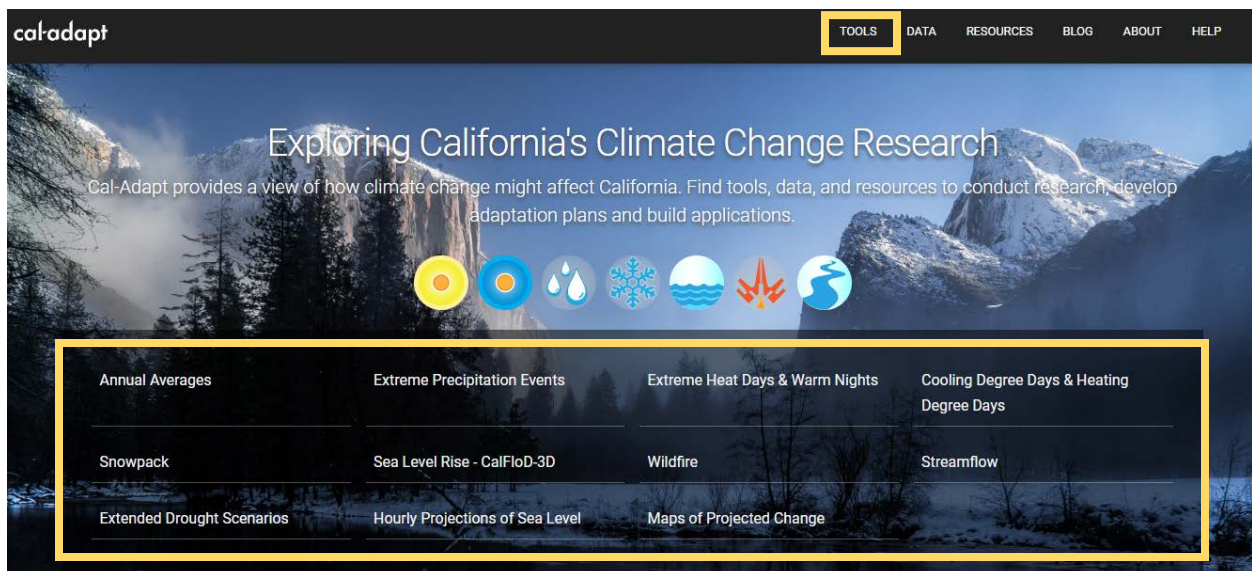 cal-adapt
TOOLS DATA RESOURCES BLOG ABOUT HELP
Exploring California's Climate Change Research
Cal-Adapt provides a view of how climate change might affect California. Find tools, data, and resources to conduct research, develop
adaptation plans and build applications.
Annual Averages
Extreme Precipitation Events
Extreme Heat Days & Warm Nights
Cooling Degree Days & Heating
Degree Days
Snowpack
Sea Level Rise - CalFloD-3D
Wildfire
Streamflow
Extended Drought Scenarios
Hourly Projections of Sea Level
Maps of Projected Change